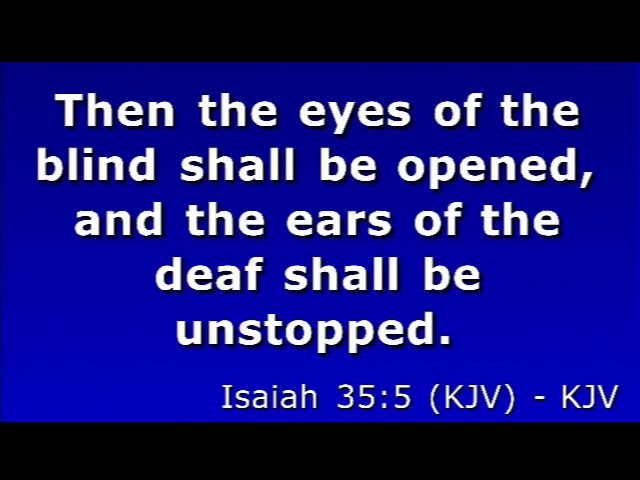 Then the eyes of the
blind shall be opened,
and the ears of the
deaf shall be
unstopped.
Isaiah 35:5 (KJV) - KJV